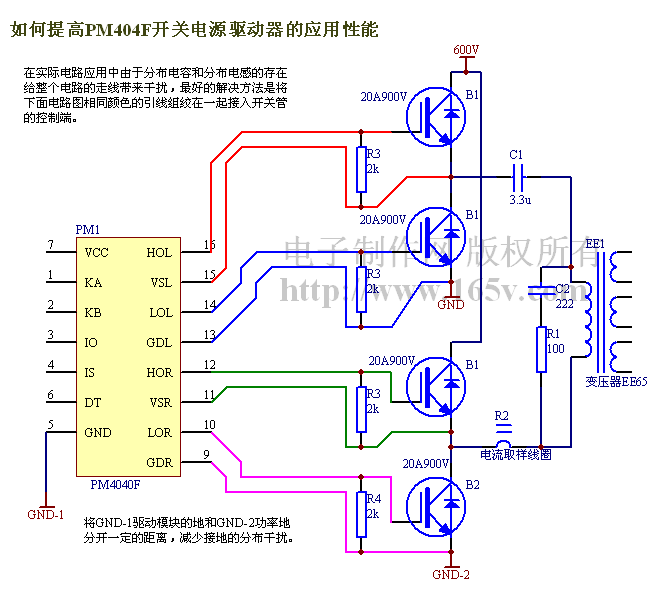 如何提高PM404F开关电源驱动器的应用性能
600V
在实际电路应用中由于分布电容和分布电感的存在
给整个电路的走线带来干扰，最好的解决方法是将
下面电路图相同颜色的引线组绞在一起接入开关管
的控制端。
20A900V
B1
R3
2k
C1
3.3u
20A900V
B1
PM1
7 VCC HOL 16
1 KA VSL 15
2 KB LOL 14
3 IO GDL 13
4 IS HOR 12
6 DT VSR 11
5 GND LOR 10
GDR 9
PM4040F
电子制作网 版权所有
http://www.165v.com
EE1
R3
2k
GND
C2
222
R1
100
20A900V
B1
变压器EE65
R3
2k
R2
电流取样线圈
20A900V
B2
R4
2k
GND-1
将GND-1驱动模块的地和GND-2功率地
分开一定的距离，减少接地的分布干扰。
GND-2